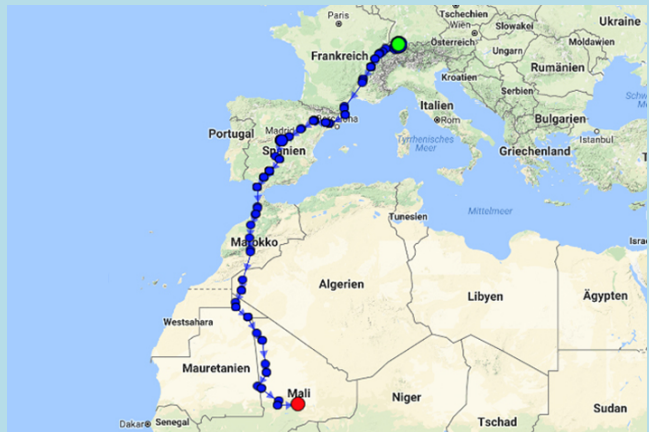 Paris
Tschechien
Wien
Slowakei
Ukraine
Frankreich
Österreich
Ungarn
Moldawien
Rumänien
Kroatien
Serbien
Italien
Rom
Bulgarien
Portugal
Madrid
Spanien
Tyrrhenisches
Meer
Griechenland
Istanbul
Tunesien
Mittelmeer
Marokko
Algerien
Libyen
Ägypten
Westsahara
Mauretanien
Mali
Niger
Tschad
Sudan
Dakar
Senegal